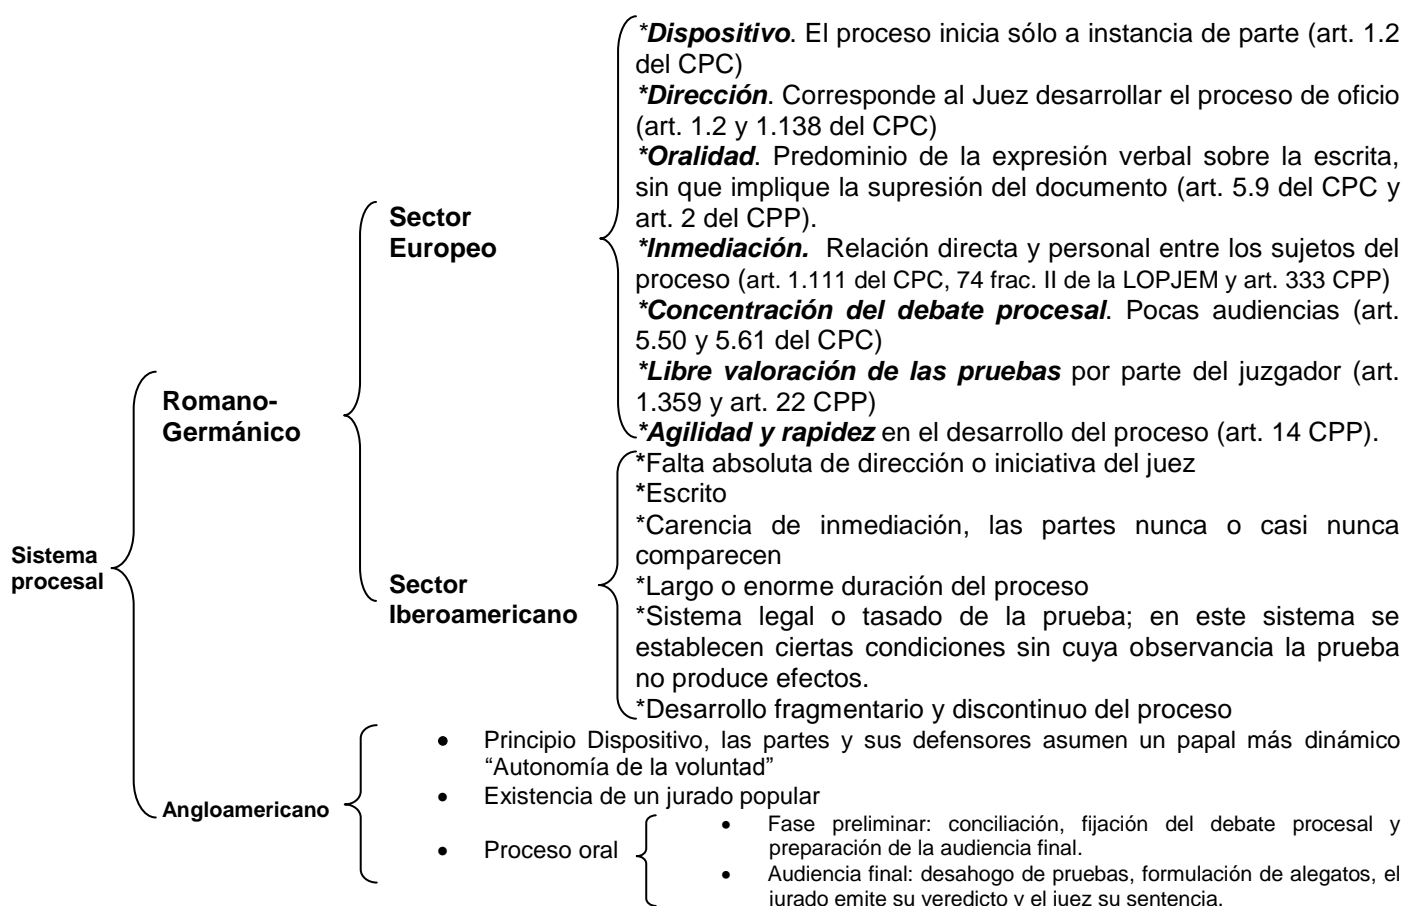 *Dispositivo. El proceso inicia sólo a instancia de parte (art. 1.2
del CPC)
*Dirección. Corresponde al Juez desarrollar el proceso de oficio
(art. 1.2 y 1.138 del CPC)
*Oralidad. Predominio de la expresión verbal sobre la escrita,
sin que implique la supresión del documento (art. 5.9 del CPC y
art. 2 del CPP).
Sector
Europeo
*Inmediación. Relación directa y personal entre los sujetos del
proceso (art. 1.111 del CPC, 74 frac. II de la LOPJEM y art. 333 CPP)
*Concentración del debate procesal. Pocas audiencias (art.
5.50 y 5.61 del CPC)
*Libre valoración de las pruebas por parte del juzgador (art.
1.359 y art. 22 CPP)
*Agilidad y rapidez en el desarrollo del proceso (art. 14 CPP).
Romano-
Germánico
*Falta absoluta de dirección o iniciativa del juez
*Escrito
*Carencia de inmediación, las partes nunca o casi nunca
comparecen
Sistema
procesal
Sector
Iberoamericano
*Largo o enorme duración del proceso
*Sistema legal o tasado de la prueba; en este sistema se
establecen ciertas condiciones sin cuya observancia la prueba
no produce efectos.
*Desarrollo fragmentario y discontinuo del proceso
Angloamericano
• Principio Dispositivo, las partes y sus defensores asumen un papal más dinámico
“Autonomía de la voluntad”
• Existencia de un jurado popular
• Proceso oral
• Fase preliminar: conciliación, fijación del debate procesal y
preparación de la audiencia final.
• Audiencia final: desahogo de pruebas, formulación de alegatos, el
jurado emite su veredicto y el juez su sentencia.